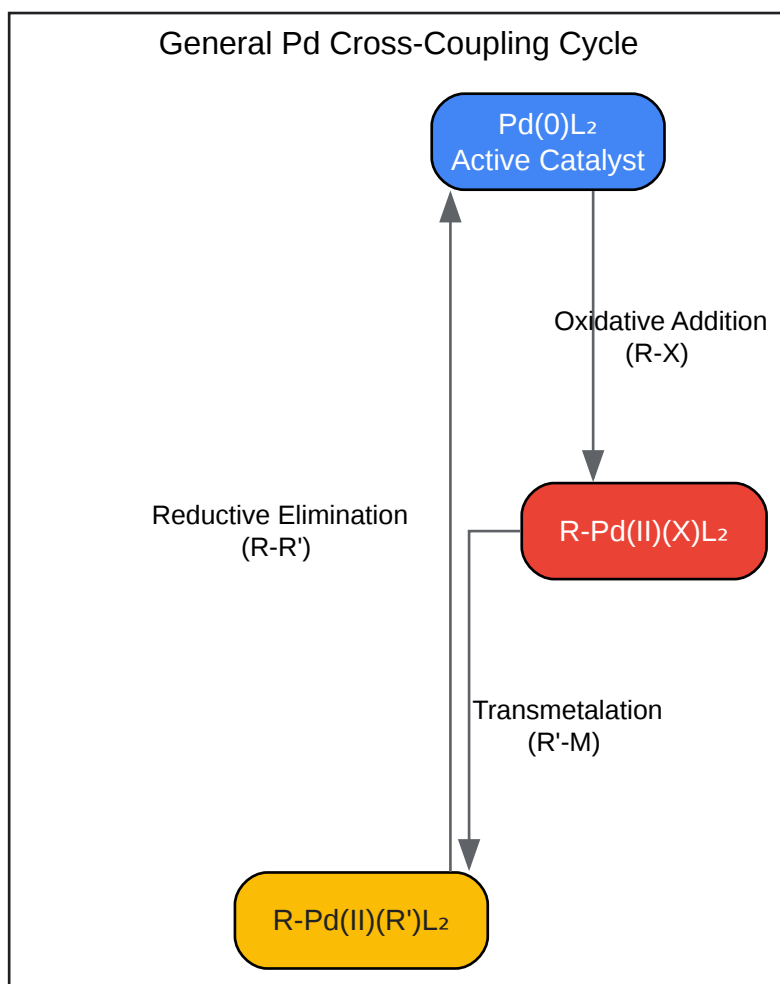 General Pd Cross-Coupling Cycle
Pd(0)L₂
Active Catalyst
Oxidative Addition
(R-X)
Reductive Elimination
(R-R')
R-Pd(II)(X)L₂
Transmetalation
(R'-M)
R-Pd(II)(R')L₂